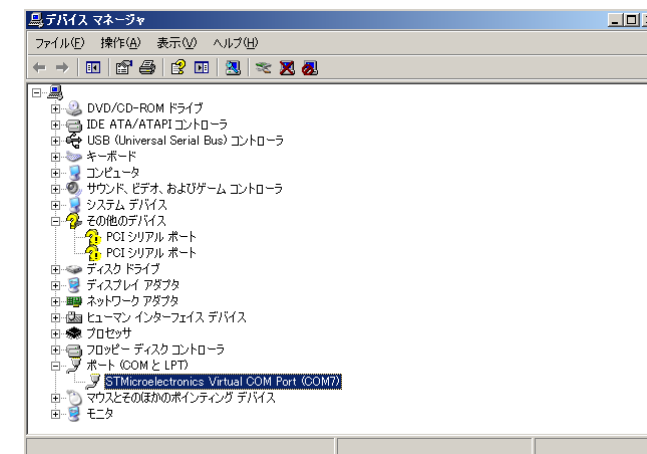 デバイス マネージャ
ファイル(F) 操作(A) 表示(V) ヘルプ(H)
DVD/CD-ROM ドライブ
IDE ATA/ATAPI コントローラ
USB (Universal Serial Bus) コントローラ
キーボード
コンピュータ
サウンド、ビデオ、およびゲーム コントローラ
システム デバイス
その他のデバイス
PCI シリアル ポート
PCI シリアル ポート
ディスク ドライブ
ディスプレイ アダプタ
ネットワーク アダプタ
ヒューマン インターフェイス デバイス
プロセッサ
フロッピー ディスク コントローラ
ポート (COM と LPT)
STMicroelectronics Virtual COM Port (COM7)
マウスとそのほかのポインティング デバイス
モニタ